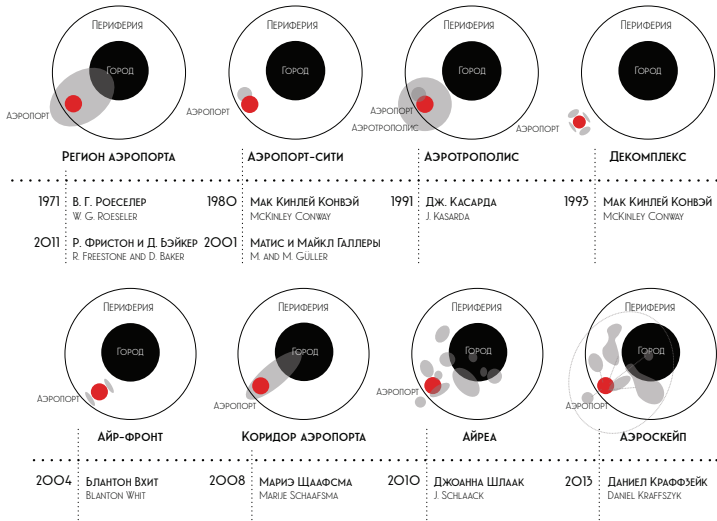 Периферия
Город
Аэропорт
Регион аэропорта
1971 В. Г. Роеселер
W. G. Roeseler
2011 Р. Фристон и Д. Бэйкер
R. Freestone and D. Baker
Периферия
Город
Аэропорт
Аэропорт-сити
1980 Мак Кинлей Конвэй
McKinley Conway
2001 Матис и Майкл Галлеры
M. and M. Güller
Периферия
Город
Аэропорт
Аэротрополис
Аэротрополис
1991 Дж. Касарда
J. Kasarda
Периферия
Город
Аэропорт
Декомплекс
1993 Мак Кинлей Конвэй
McKinley Conway
Периферия
Город
Аэропорт
Айр-фронт
2004 Блантон Вхит
Blanton Whit
Периферия
Город
Аэропорт
Коридор аэропорта
2008 Мариэ Щаафсма
Marije Schaafsma
Периферия
Город
Аэропорт
Айреа
2010 Джоанна Шлаак
J. Schlaack
Периферия
Город
Аэропорт
Аэроскейп
2013 Даниел Краффзейк
Daniel Kraffszyk